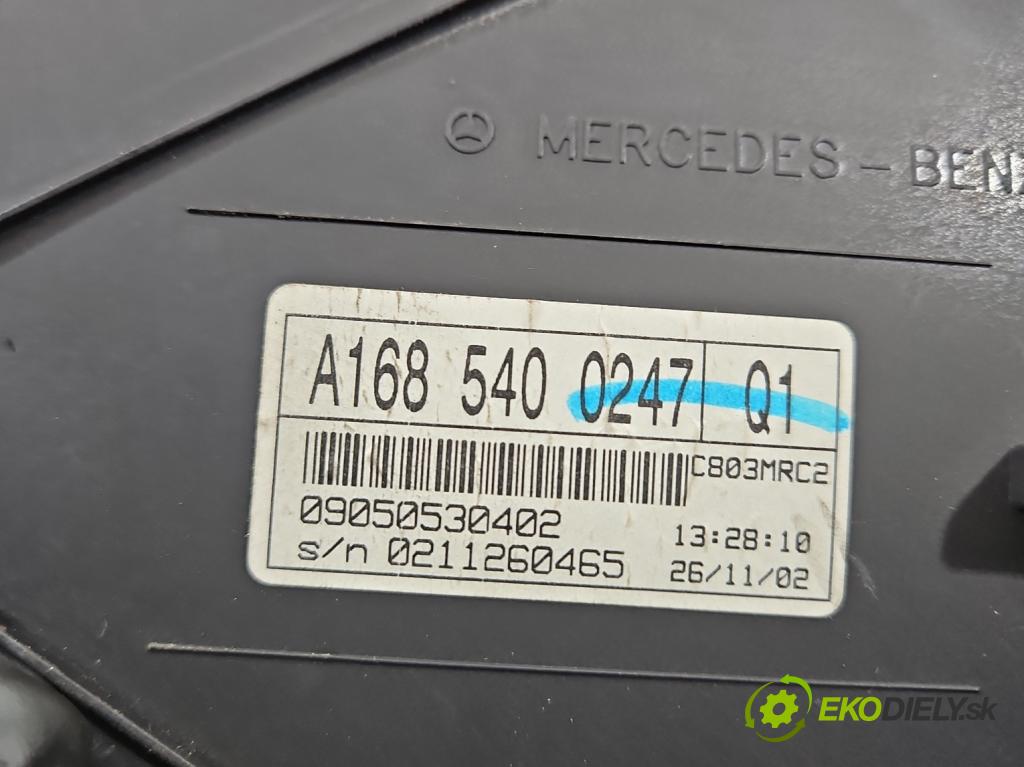 MERCEDES - BEN
A168 540 0247 Q1
C803MRC2
09050530402 13:28:10
s/n 0211260465 26/11/02
EKODIELY.sk